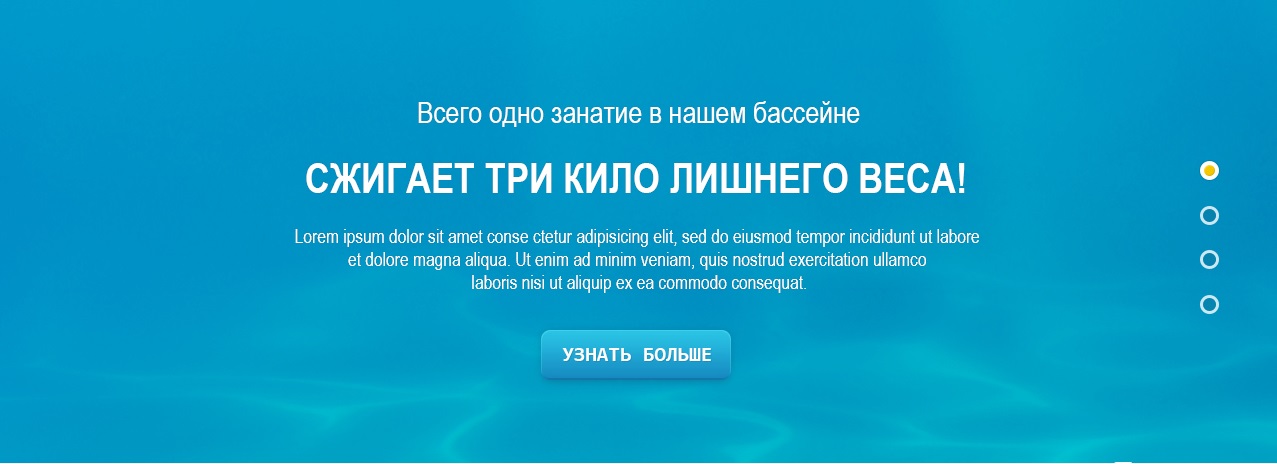 Всего одно занатие в нашем бассейне
СЖИГАЕТ ТРИ КИЛО ЛИШНЕГО ВЕСА!
Lorem ipsum dolor sit amet conse ctetur adipisicing elit, sed do eiusmod tempor incididunt ut labore
et dolore magna aliqua. Ut enim ad minim veniam, quis nostrud exercitation ullamco
laboris nisi ut aliquip ex ea commodo consequat.
УЗНАТЬ БОЛЬШЕ